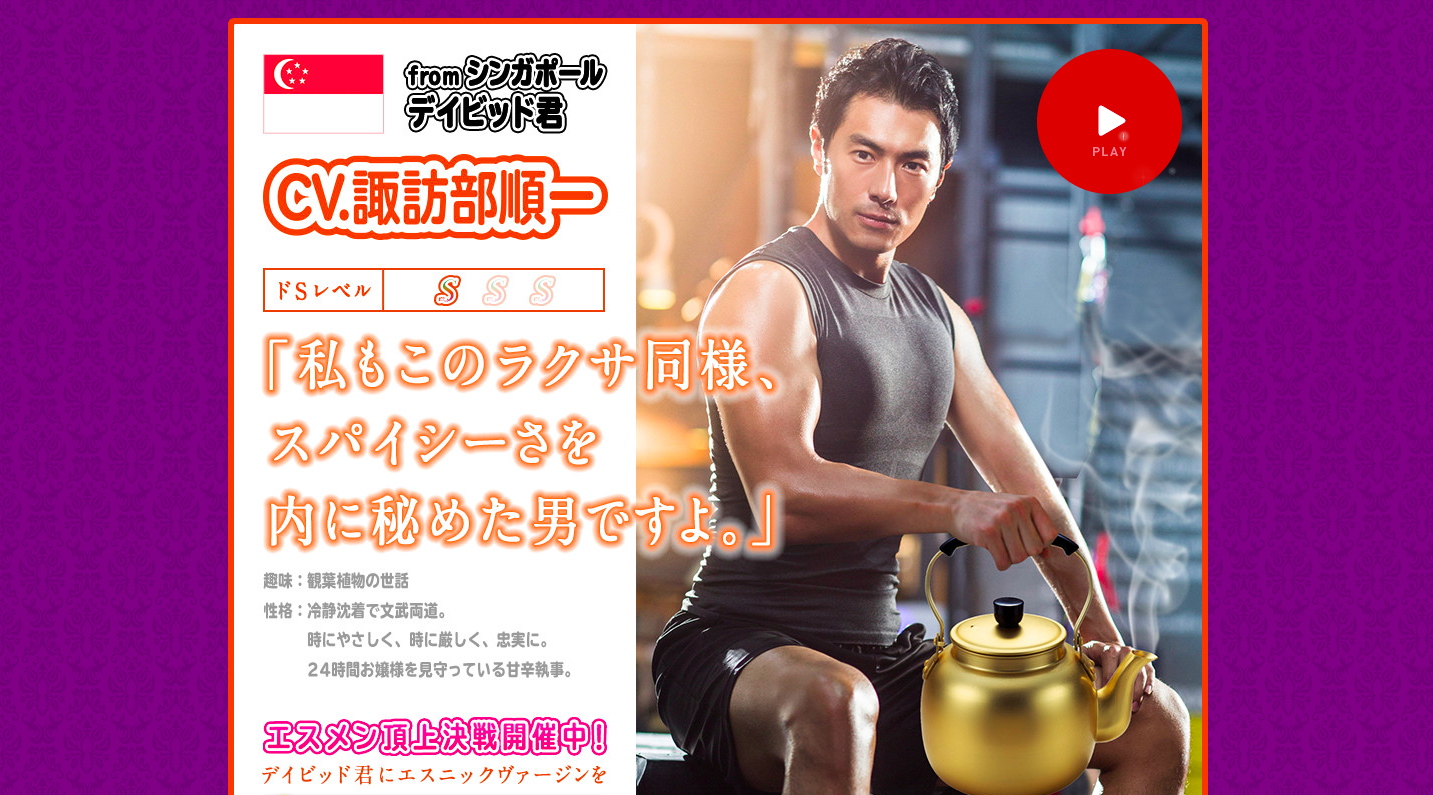 from シンガポール
デイビッド君
CV.諏訪部順一
ドSレベル S S S
「私もこのラクサ同様、
スパイシーさを
内に秘めた男ですよ。」
趣味：観葉植物の世話
性格：冷静沈着で文武両道。
時にやさしく、時に厳しく、忠実に。
24時間お嬢様を見守っている甘辛執事。
エスメン頂上決戦開催中！
デイビッド君にエスニックヴァージンを
PLAY